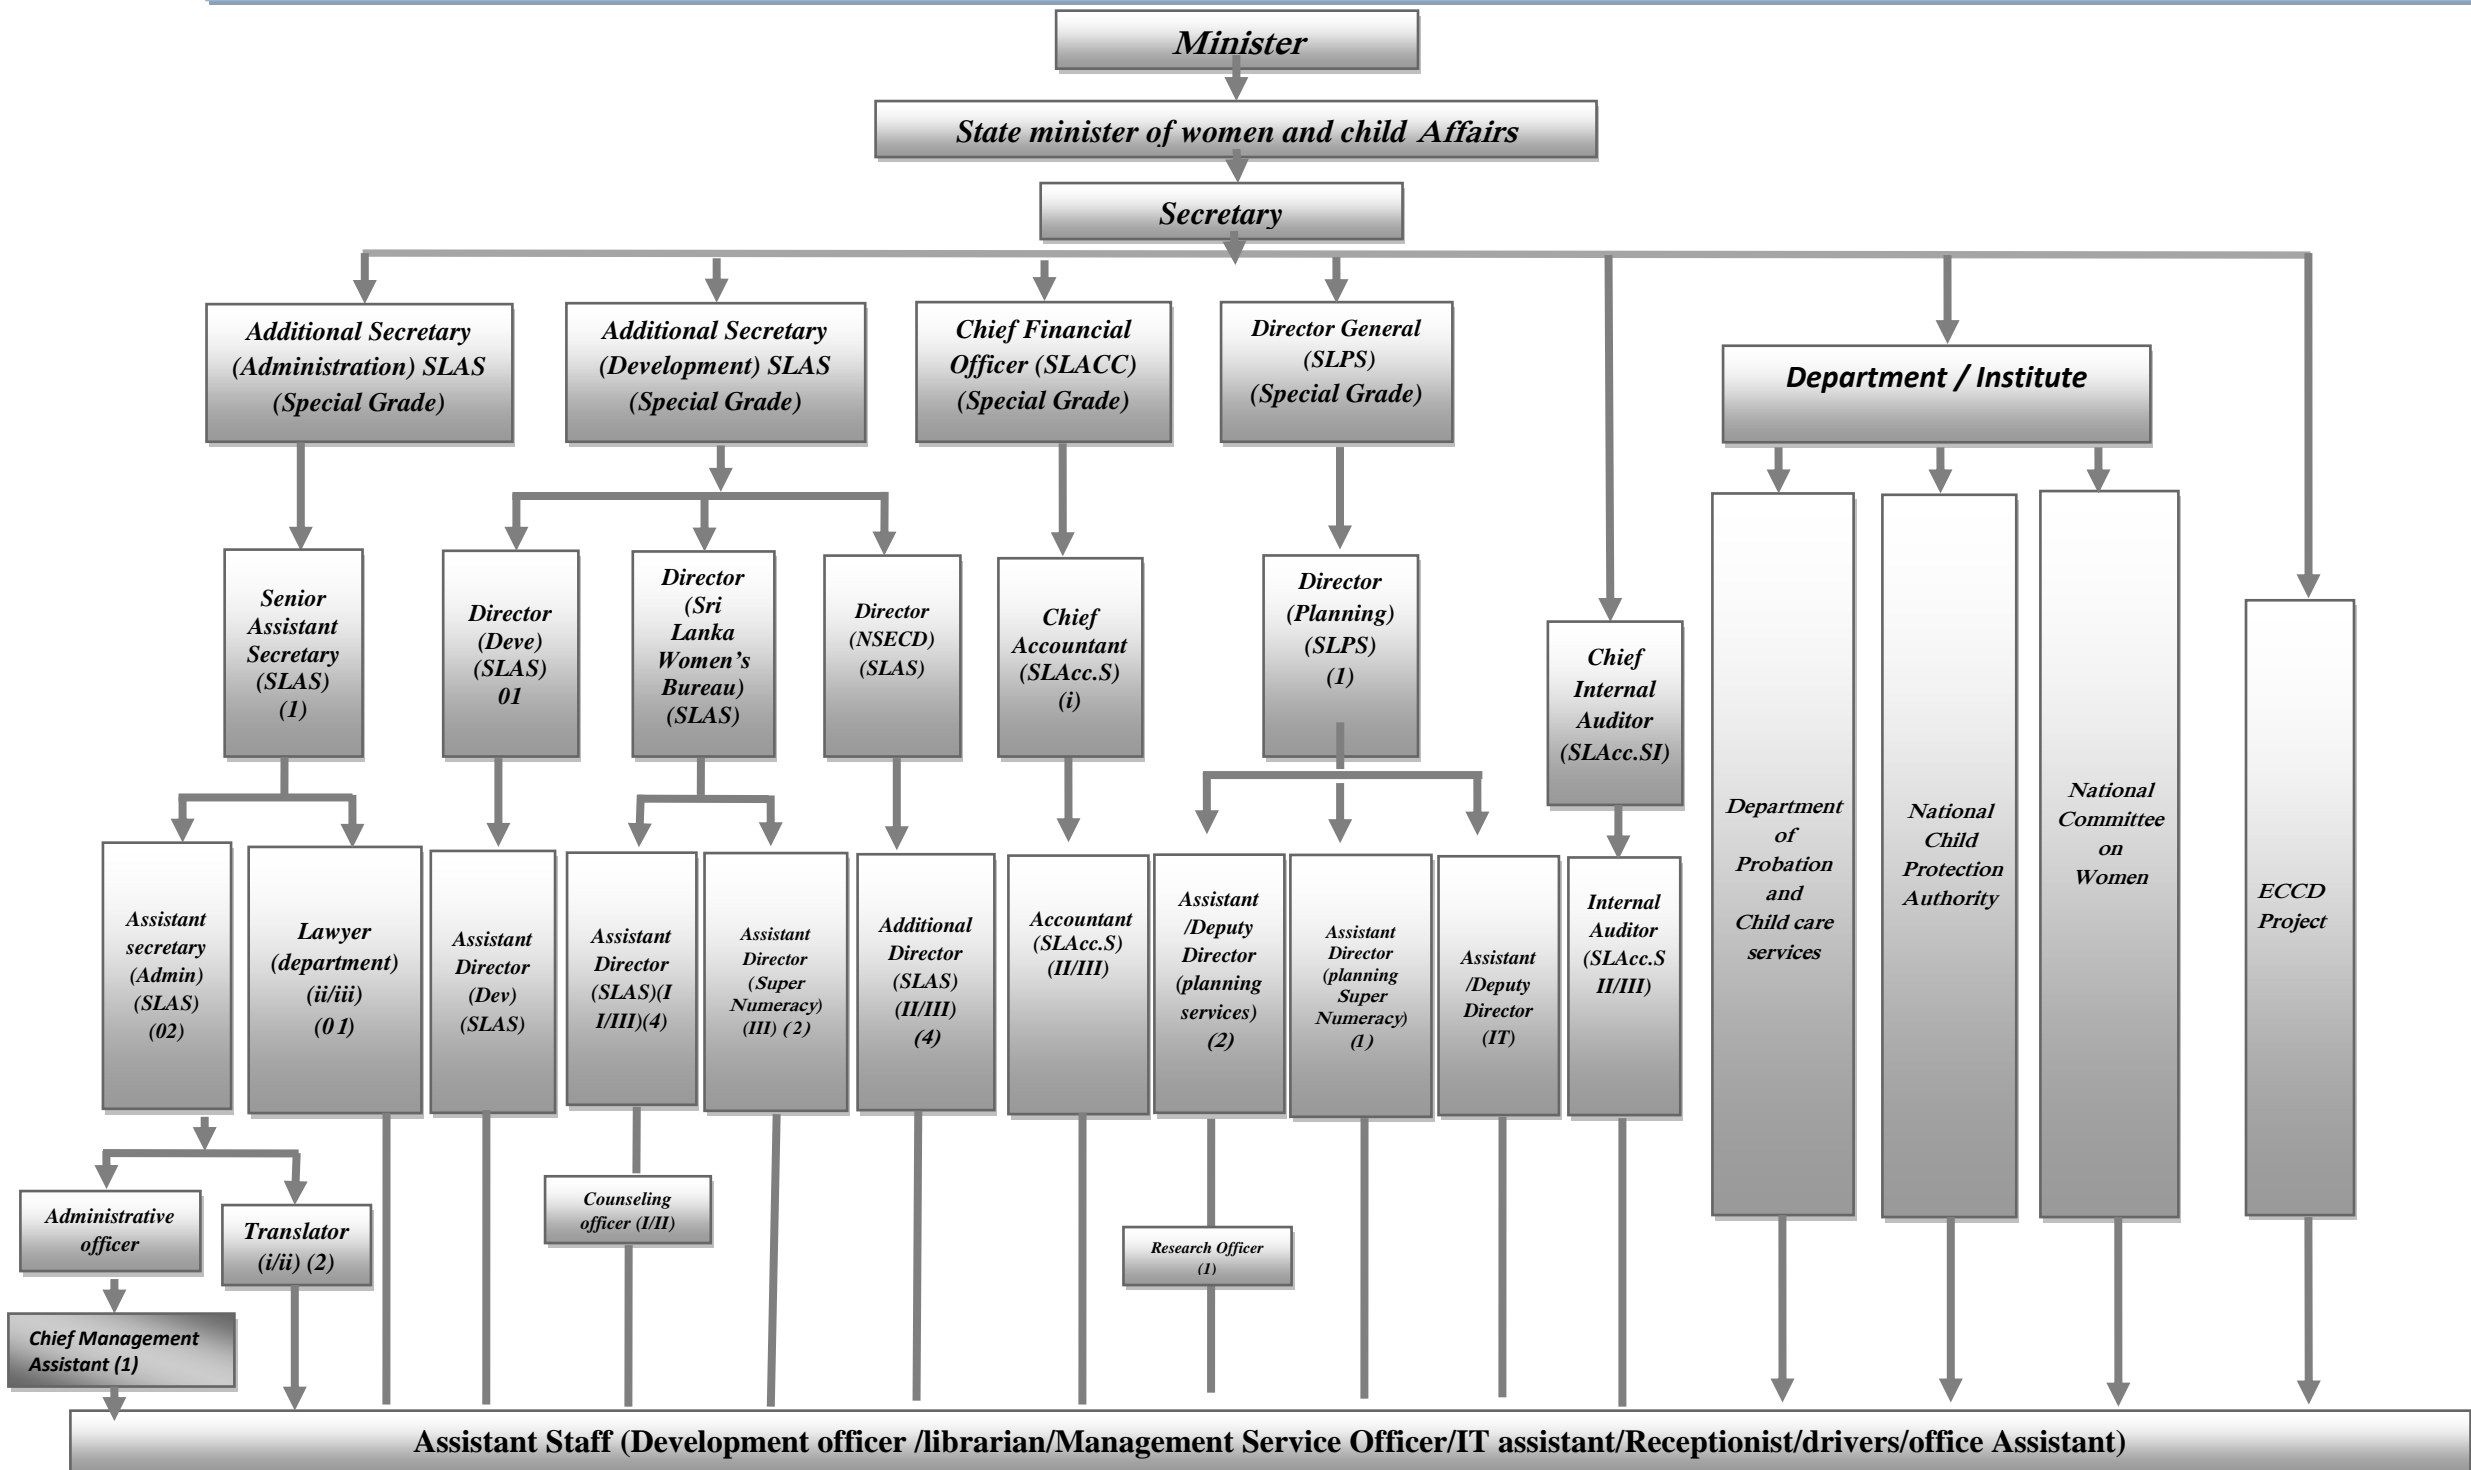 Minister
State minister of women and child Affairs
Secretary
Additional Secretary
(Administration) SLAS
(Special Grade)
Additional Secretary
(Development) SLAS
(Special Grade)
Chief Financial
Officer (SLACC)
(Special Grade)
Director General
(SLPS)
(Special Grade)
Department / Institute
Senior
Assistant
Secretary
(SLAS)
(1)
Director
(Deve)
(SLAS)
01
Director
(Sri
Lanka
Women's
Bureau)
(SLAS)
Director
(NSECD)
(SLAS)
Chief
Accountant
(SLAcc.S)
(i)
Director
(Planning)
(SLPS)
(1)
Chief
Internal
Auditor
(SLAcc.SI)
Department
of
Probation
and
Child care
services
National
Child
Protection
Authority
National
Committee
on
Women
ECCD
Project
Assistant
secretary
(Admin)
(SLAS)
(02)
Lawyer
(department)
(ii/iii)
(01)
Assistant
Director
(Dev)
(SLAS)
Assistant
Director
(SLAS)(I
I/III)(4)
Assistant
Director
(Super
Numeracy)
(III) (2)
Additional
Director
(SLAS)
(II/III)
(4)
Accountant
(SLAcc.S)
(II/III)
Assistant
/Deputy
Director
(planning
services)
(2)
Assistant
Director
(planning
Super
Numeracy)
(1)
Assistant
/Deputy
Director
(IT)
Internal
Auditor
(SLAcc.S
II/III)
Administrative
officer
Translator
(i/ii) (2)
Counseling
officer (I/II)
Research Officer
(1)
Chief Management
Assistant (1)
Assistant Staff (Development officer /librarian/Management Service Officer/IT assistant/Receptionist/drivers/office Assistant)